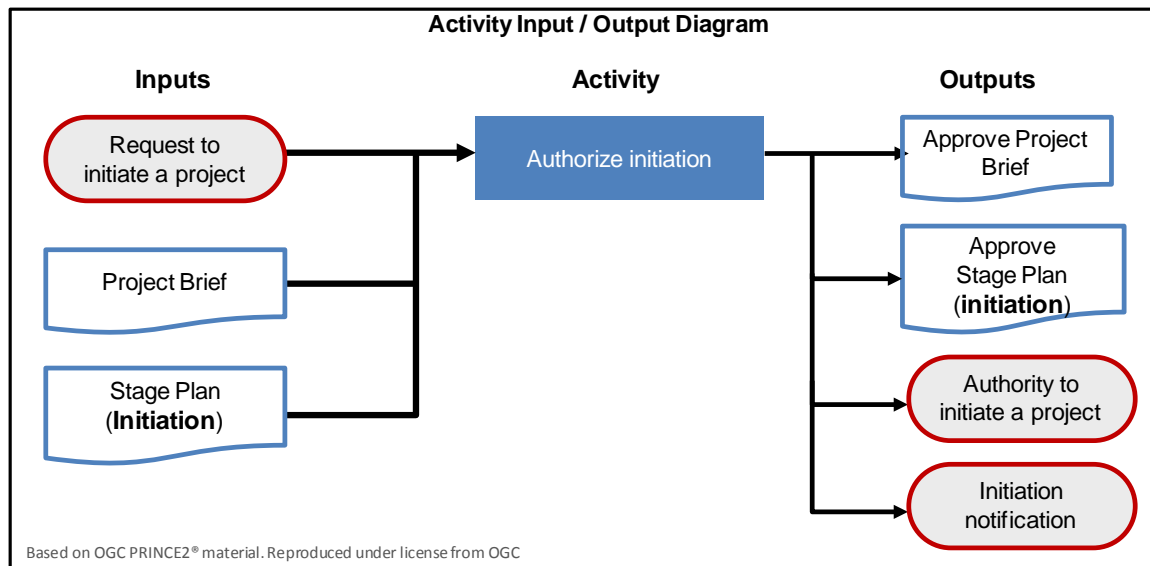 Activity Input / Output Diagram
Inputs
Activity
Outputs
Request to
initiate a project
Project Brief
Stage Plan
(Initiation)
Authorize initiation
Approve Project
Brief
Approve
Stage Plan
(initiation)
Authority to
initiate a project
Initiation
notification
Based on OGC PRINCE2® material. Reproduced under license from OGC